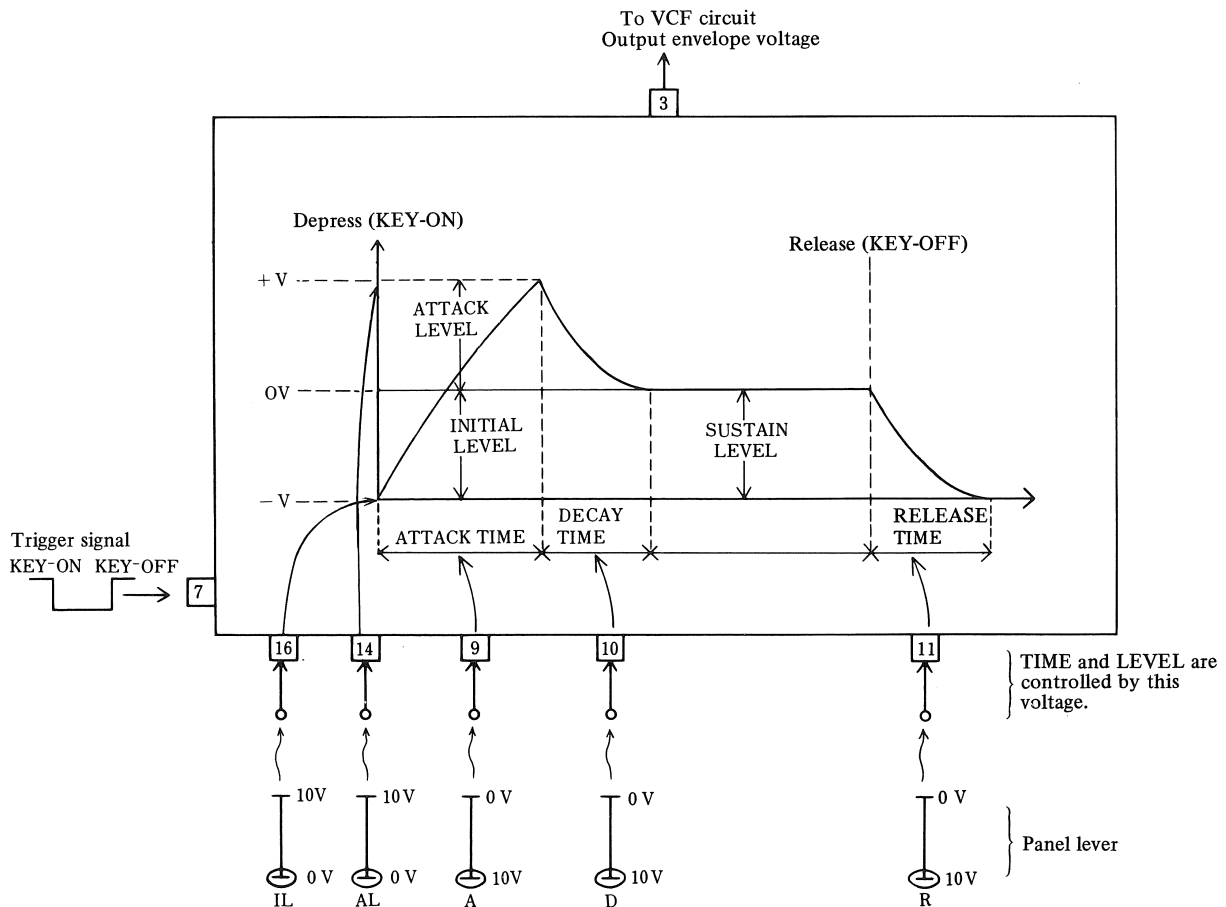 To VCF circuit
Output envelope voltage
3
Depress (KEY-ON)
Release (KEY-OFF)
+ V
ATTACK
LEVEL
0V
INITIAL
LEVEL
SUSTAIN
LEVEL
− V
ATTACK TIME
DECAY
TIME
RELEASE
TIME
Trigger signal
KEY-ON KEY-OFF
7
16 14 9 10 11
TIME and LEVEL are
controlled by this
voltage.
10V 10V 0V 0V 0 V
Panel lever
0 V 0 V 10V 10V 10V
IL AL A D R